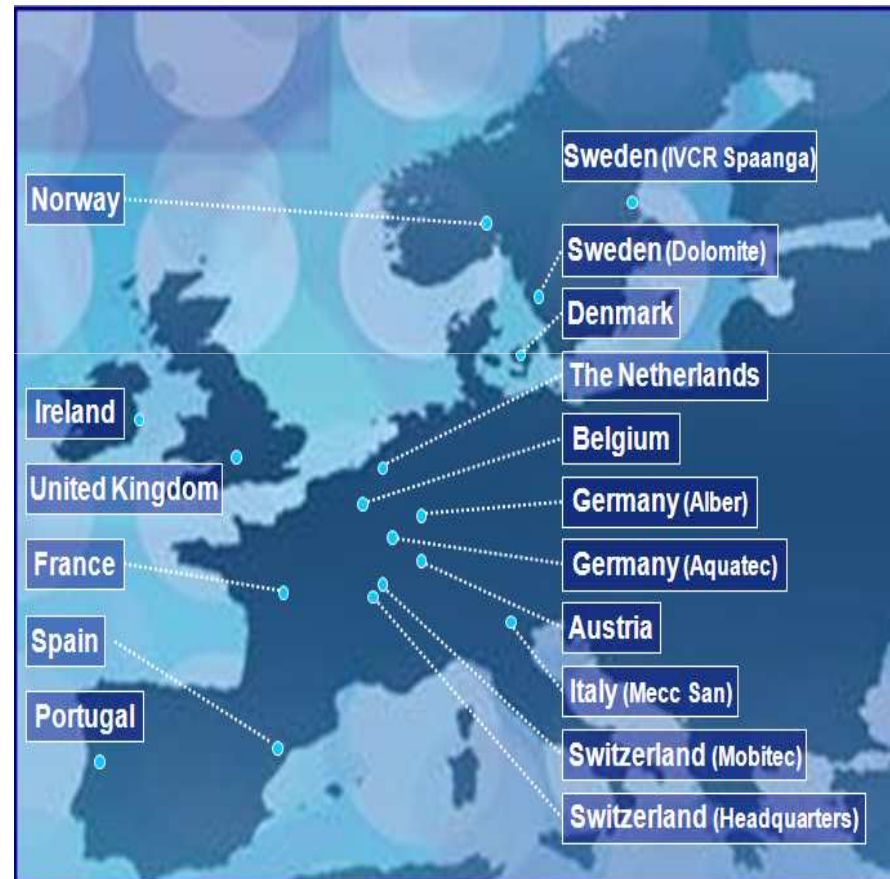 Norway
Ireland
United Kingdom
France
Spain
Portugal
Sweden (IVCR Spaanga)
Sweden (Dolomite)
Denmark
The Netherlands
Belgium
Germany (Alber)
Germany (Aquatec)
Austria
Italy (Mecc San)
Switzerland (Mobitec)
Switzerland (Headquarters)